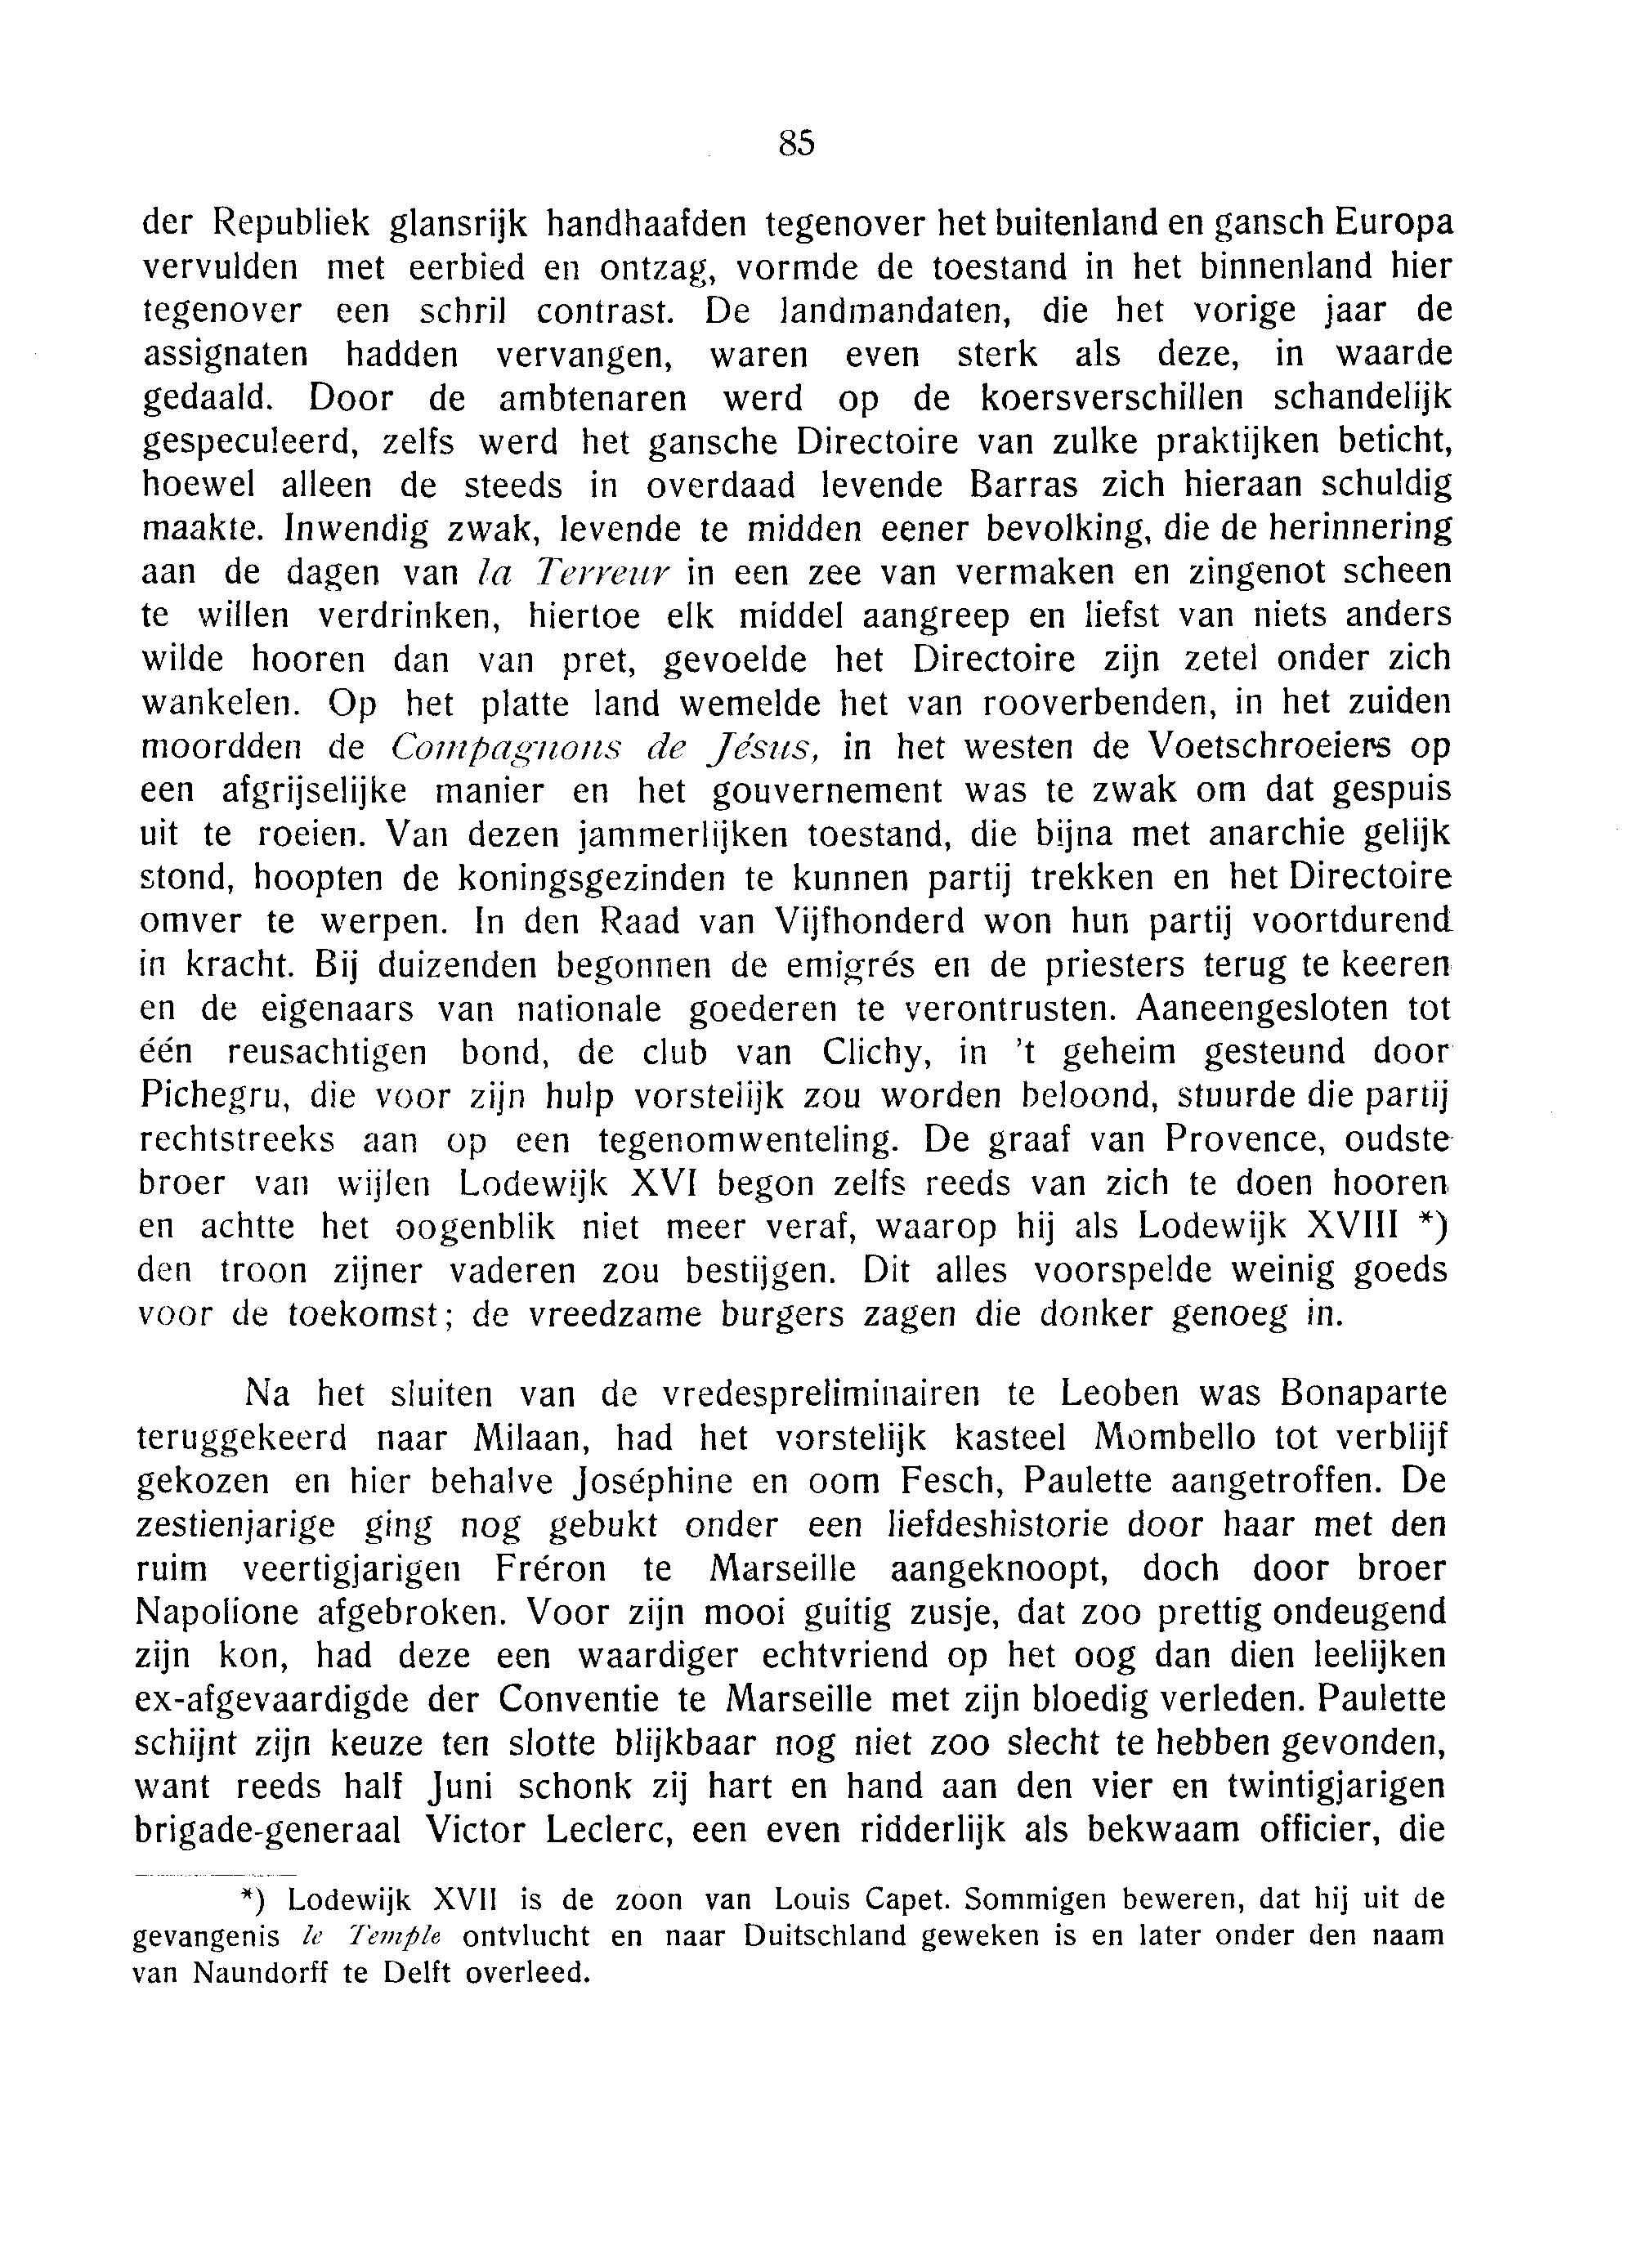 85
der Republiek glansrijk handhaafden tegenover het buitenland en gansch Europa
vervulden met eerbied en ontzag, vormde de toestand in het binnenland hier
tegenover een schril contrast. De landmandaten, die het vorige jaar de
assignaten hadden vervangen, waren even sterk als deze, in waarde
gedaald. Door de ambtenaren werd op de koersverschillen schandelijk
gespeculeerd, zelfs werd het gansche Directoire van zulke praktijken beticht,
hoewel alleen de steeds in overdaad levende Barras zich hieraan schuldig
maakte. Inwendig zwak, levende te midden eener bevolking, die de herinnering
aan de dagen van la Terreur in een zee van vermaken en zingenot scheen
te willen verdrinken, hiertoe elk middel aangreep en liefst van niets anders
wilde hooren dan van pret, gevoelde het Directoire zijn zetel onder zich
wankelen. Op het platte land wemelde het van rooverbenden, in het zuiden
moordden de Compagnons de Jésus, in het westen de Voetschroeiers op
een afgrijselijke manier en het gouvernement was te zwak om dat gespuis
uit te roeien. Van dezen jammerlijken toestand, die bijna met anarchie gelijk
stond, hoopten de koningsgezinden te kunnen partij trekken en het Directoire
omver te werpen. In den Raad van Vijfhonderd won hun partij voortdurend
in kracht. Bij duizenden begonnen de emigrés en de priesters terug te keeren
en de eigenaars van nationale goederen te verontrusten. Aaneengesloten tot
één reusachtigen bond, de club van Clichy, in 't geheim gesteund door
Pichegru, die voor zijn hulp vorstelijk zou worden beloond, stuurde die partij
rechtstreeks aan op een tegenomwenteling. De graaf van Provence, oudste
broer van wijlen Lodewijk XVI begon zelfs reeds van zich te doen hooren
en achtte het oogenblik niet meer veraf, waarop hij als Lodewijk XVIII *)
den troon zijner vaderen zou bestijgen. Dit alles voorspelde weinig goeds
voor de toekomst; de vreedzame burgers zagen die donker genoeg in.
Na het sluiten van de vredespreliminairen te Leoben was Bonaparte
teruggekeerd naar Milaan, had het vorstelijk kasteel Mombello tot verblijf
gekozen en hier behalve Joséphine en oom Fesch, Paulette aangetroffen. De
zestienjarige ging nog gebukt onder een liefdeshistorie door haar met den
ruim veertigjarigen Fréron te Marseille aangeknoopt, doch door broer
Napolione afgebroken. Voor zijn mooi guitig zusje, dat zoo prettig ondeugend
zijn kon, had deze een waardiger echtvriend op het oog dan dien leelijken
ex-afgevaardigde der Conventie te Marseille met zijn bloedig verleden. Paulette
schijnt zijn keuze ten slotte blijkbaar nog niet zoo slecht te hebben gevonden,
want reeds half Juni schonk zij hart en hand aan den vier en twintigjarigen
brigade-generaal Victor Leclerc, een even ridderlijk als bekwaam officier, die
*) Lodewijk XVII is de zoon van Louis Capet. Sommigen beweren, dat hij uit de
gevangenis le Temple ontvlucht en naar Duitschland geweken is en later onder den naam
van Naundorff te Delft overleed.